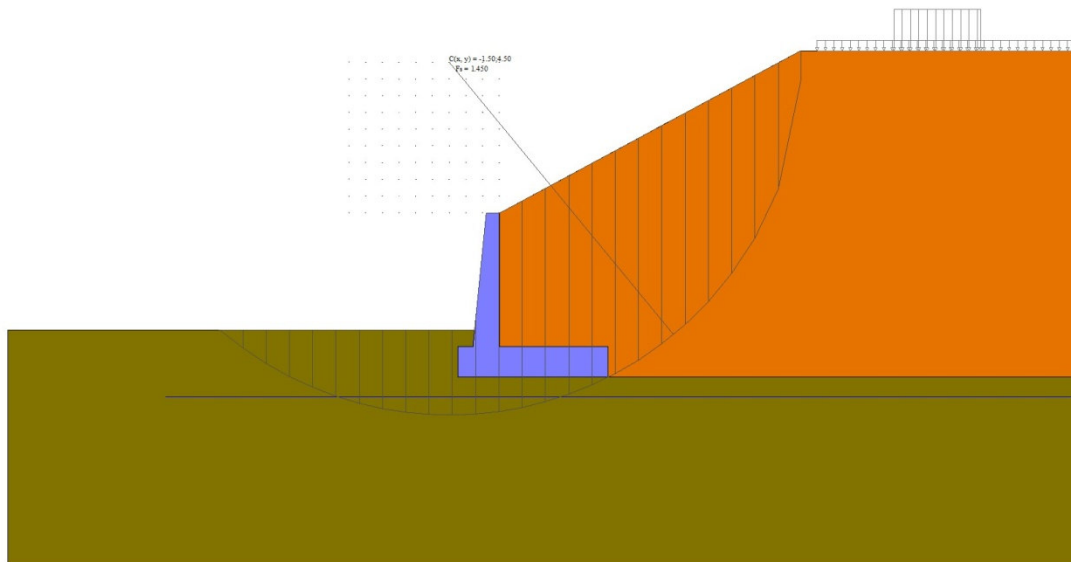 C(x, y) = -1.50;4.50
Fs = 1.450